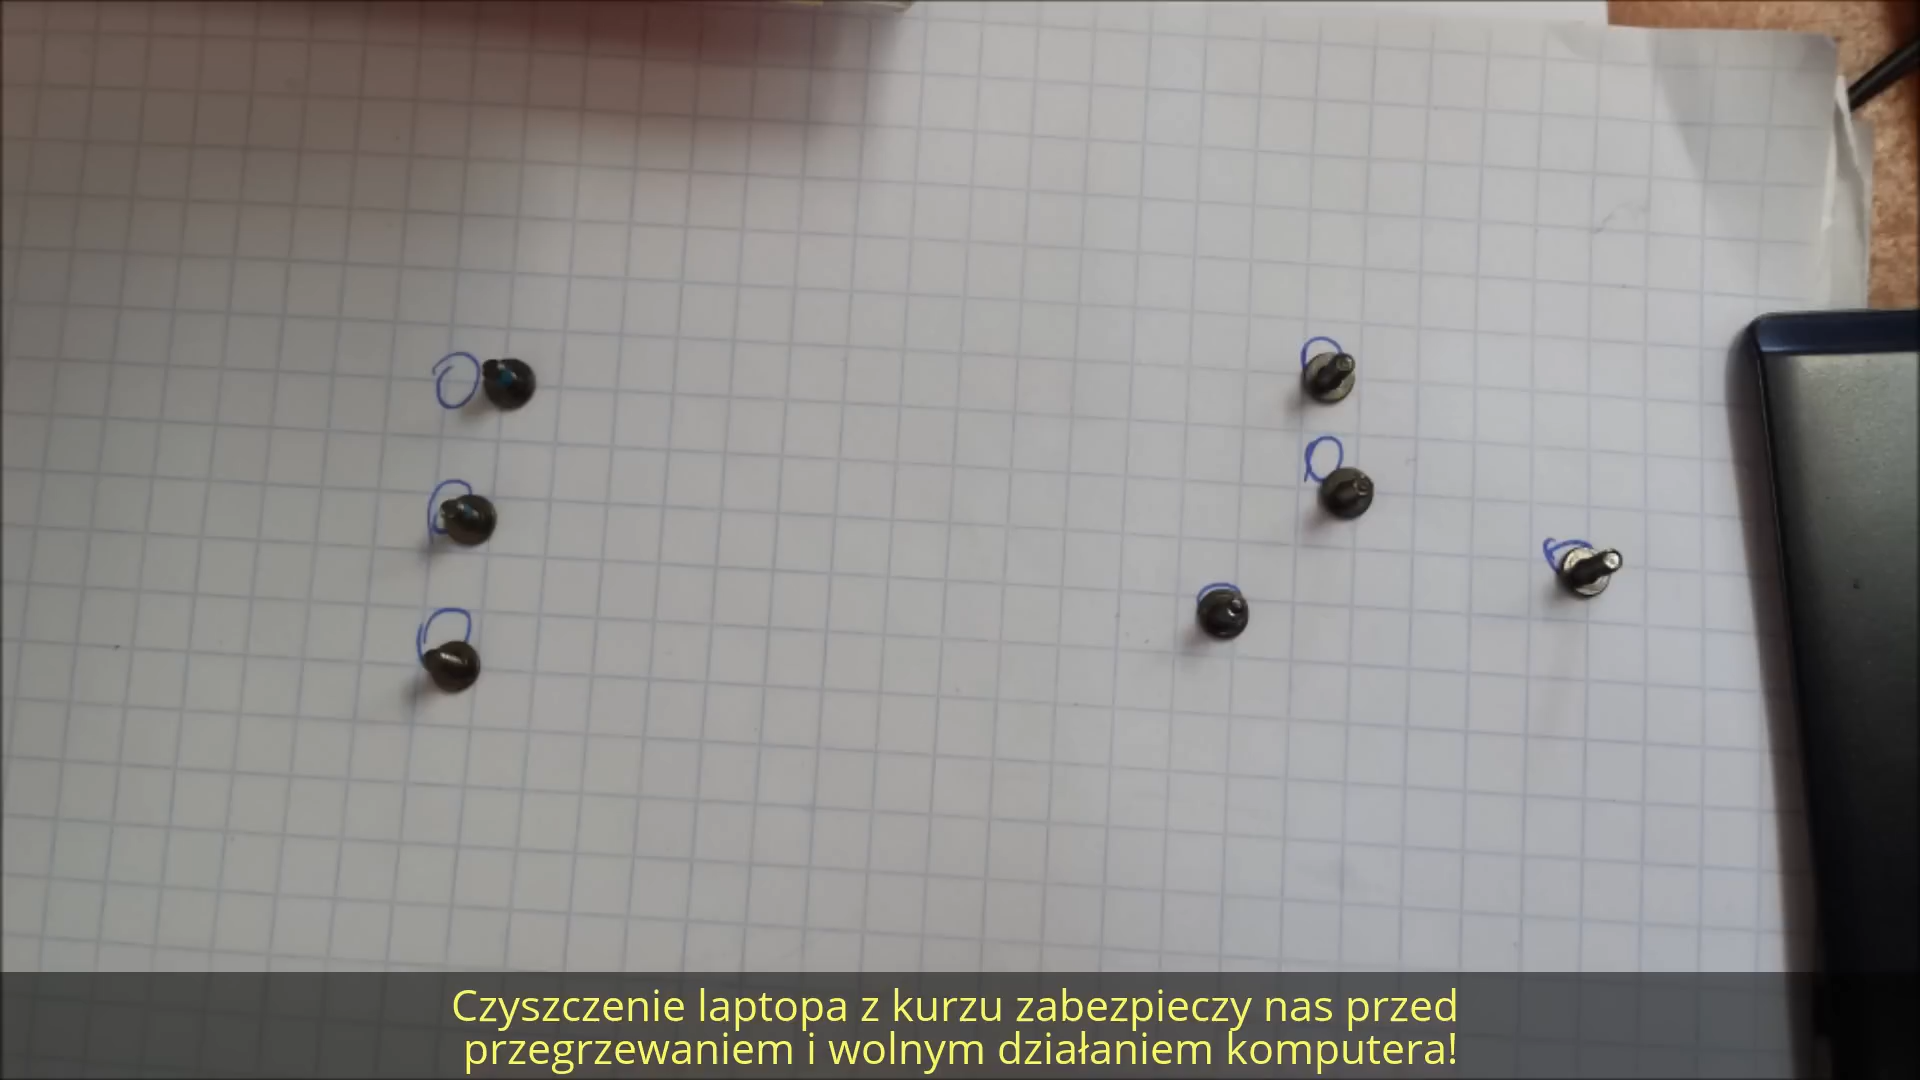 Czyszczenie laptopa z kurzu zabezpieczy nas przed
przegrzewaniem i wolnym działaniem komputera!